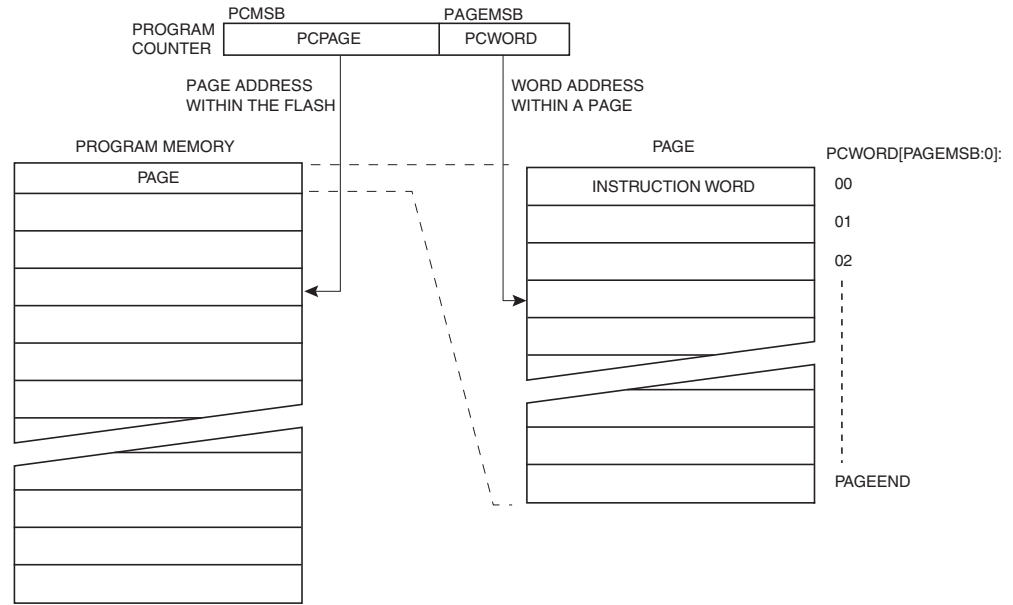 PCMSB
PAGEMSB
PROGRAM
COUNTER
PCPAGE
PCWORD
PAGE ADDRESS
WITHIN THE FLASH
WORD ADDRESS
WITHIN A PAGE
PROGRAM MEMORY
PAGE
PAGE
PCWORD[PAGEMSB:0]:
INSTRUCTION WORD
00
01
02
PAGEEND